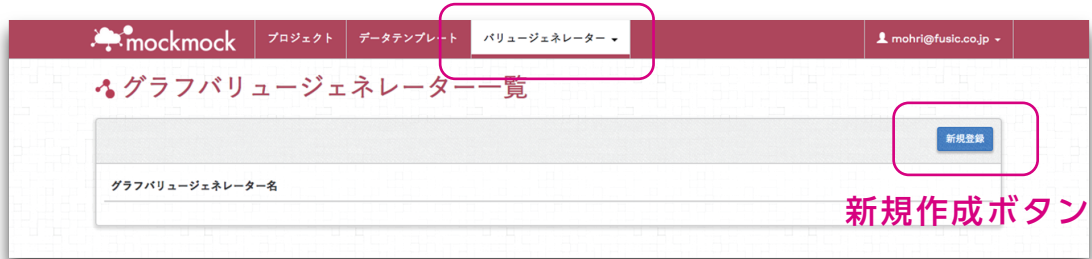 mockmock プロジェクト データテンプレート バリュージェネレーター mohri@fusic.co.jp
グラフバリュージェネレーター一覧
新規登録
グラフバリュージェネレーター名
新規作成ボタン